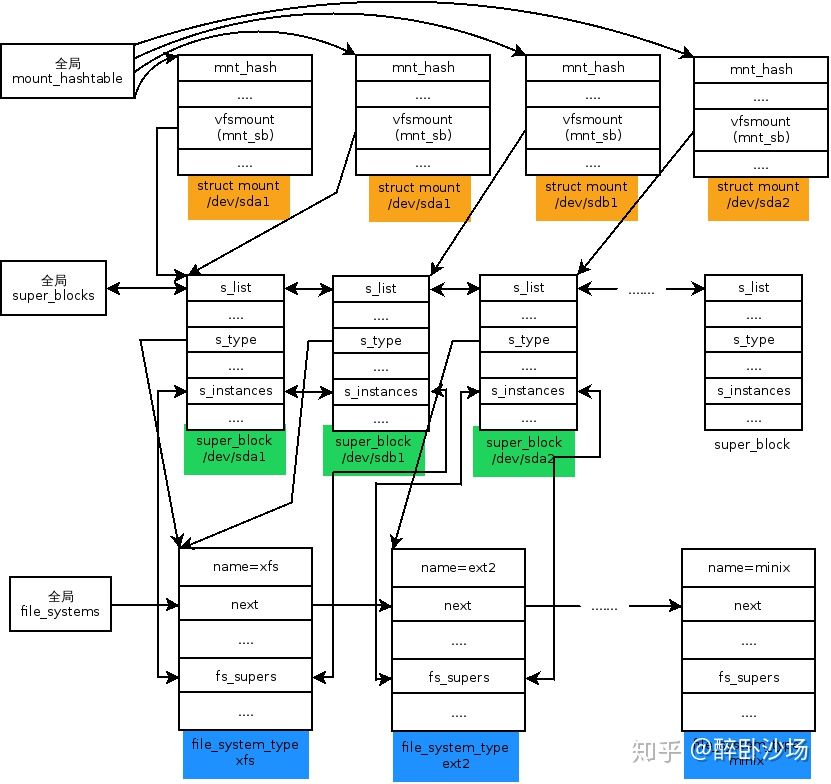 全局
mount_hashtable
mnt_hash
....
vfsmount
(mnt_sb)
....
struct mount
/dev/sda1
mnt_hash
....
vfsmount
(mnt_sb)
....
struct mount
/dev/sda1
mnt_hash
....
vfsmount
(mnt_sb)
....
struct mount
/dev/sdb1
mnt_hash
....
vfsmount
(mnt_sb)
....
struct mount
/dev/sda2
全局
super_blocks
s_list
....
s_type
....
s_instances
....
super_block
/dev/sda1
s_list
....
s_type
....
s_instances
....
super_block
/dev/sdb1
s_list
....
s_type
....
s_instances
....
super_block
/dev/sda2
.......
s_list
....
s_type
....
s_instances
....
super_block
全局
file_systems
name=xfs
next
....
fs_supers
....
file_system_type
xfs
name=ext2
next
....
fs_supers
....
file_system_type
ext2
.......
name=minix
next
....
fs_supers
....
file_system_type
minix
知乎 @醉卧沙场